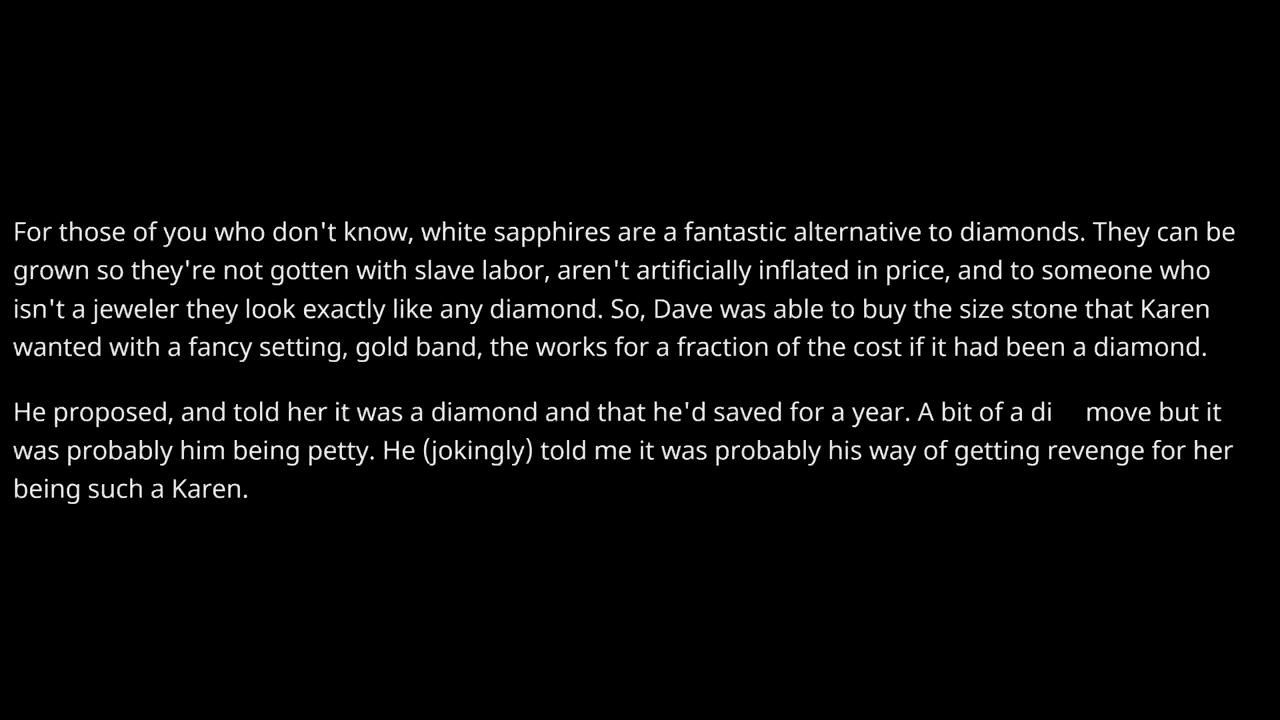 For those of you who don't know, white sapphires are a fantastic alternative to diamonds. They can be
grown so they're not gotten with slave labor, aren't artificially inflated in price, and to someone who
isn't a jeweler they look exactly like any diamond. So, Dave was able to buy the size stone that Karen
wanted with a fancy setting, gold band, the works for a fraction of the cost if it had been a diamond.
He proposed, and told her it was a diamond and that he'd saved for a year. A bit of a di move but it
was probably him being petty. He (jokingly) told me it was probably his way of getting revenge for her
being such a Karen.